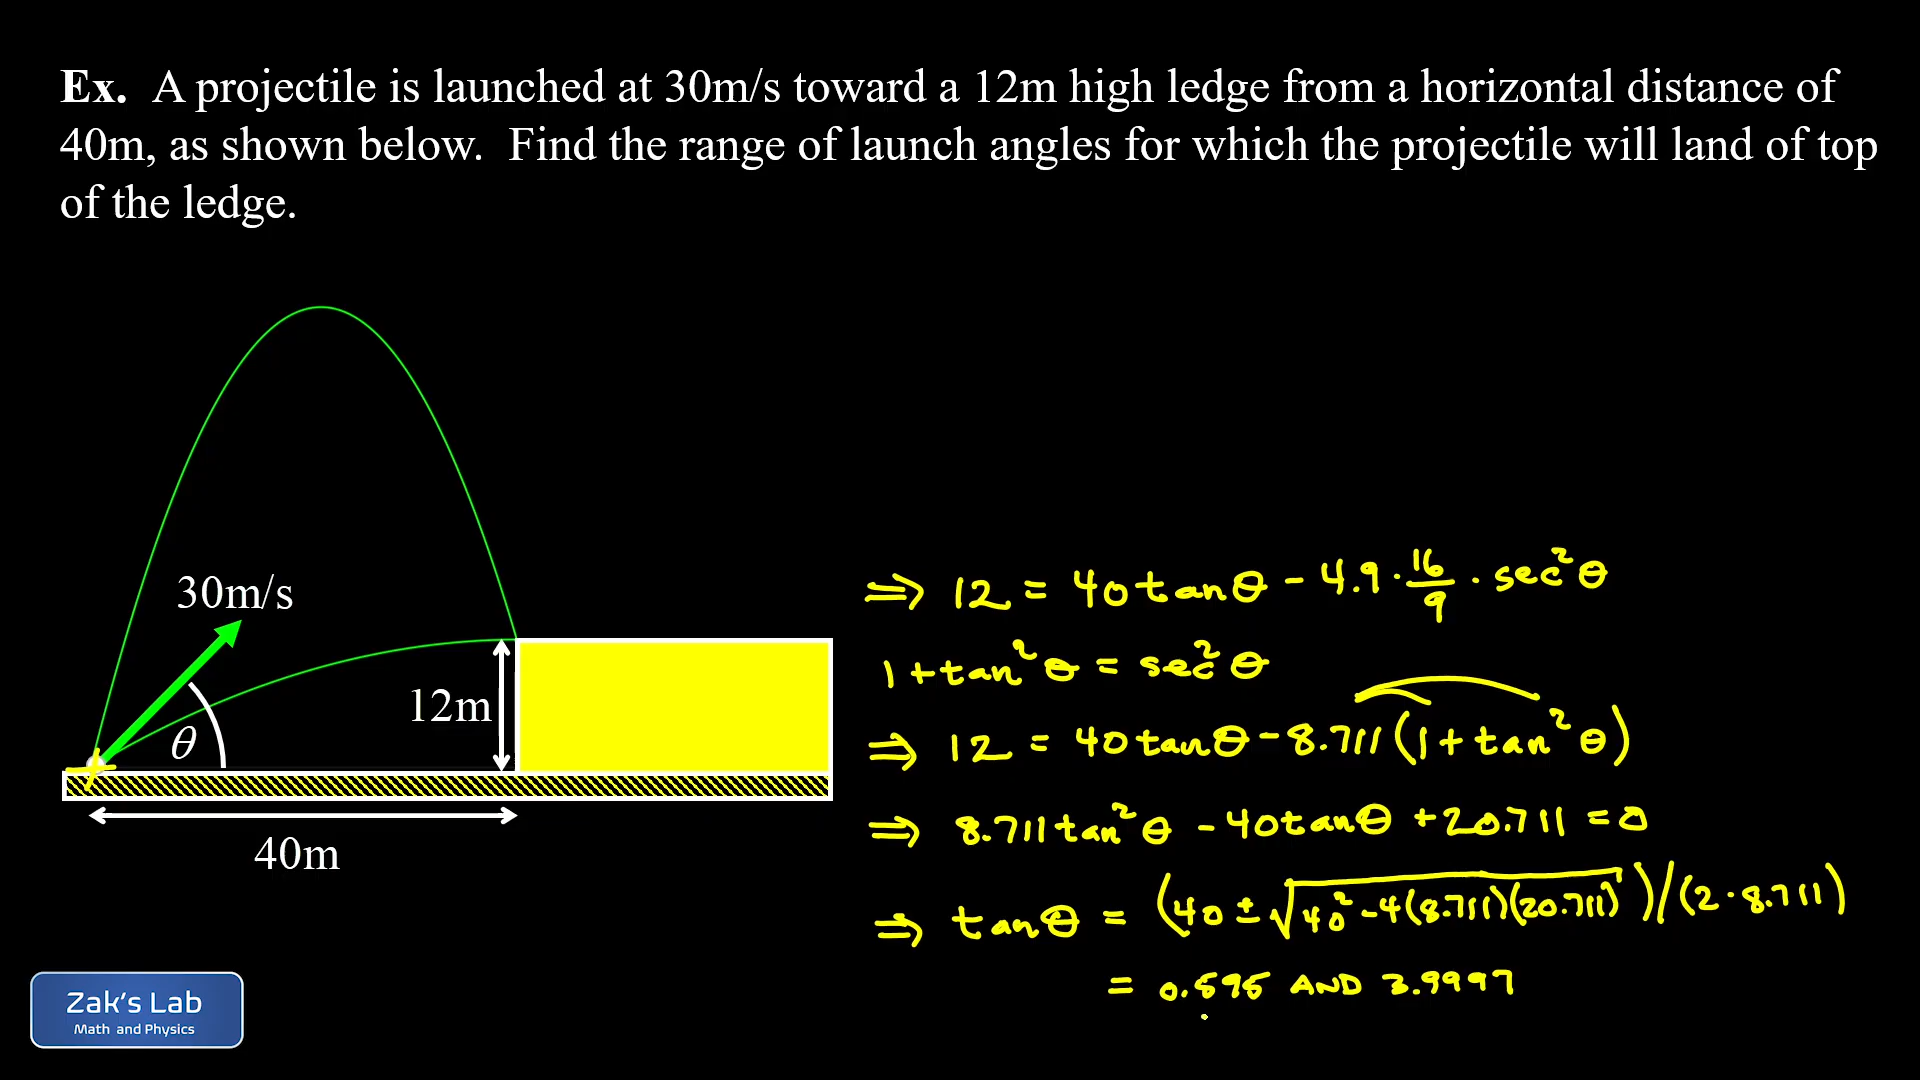 Ex. A projectile is launched at 30m/s toward a 12m high ledge from a horizontal distance of
40m, as shown below. Find the range of launch angles for which the projectile will land of top
of the ledge.
30m/s
θ
12m
40m
⇒ 12 = 40tanθ - 4.9 · 16/9 · sec²θ
1 + tan²θ = sec²θ
⇒ 12 = 40tanθ - 8.711(1 + tan²θ)
⇒ 8.711tan²θ - 40tanθ + 20.711 = 0
⇒ tanθ = (40 ± √(40² - 4(8.711)(20.711)))/(2 · 8.711)
= 0.595 AND 3.9997
Zak's Lab
Math and Physics